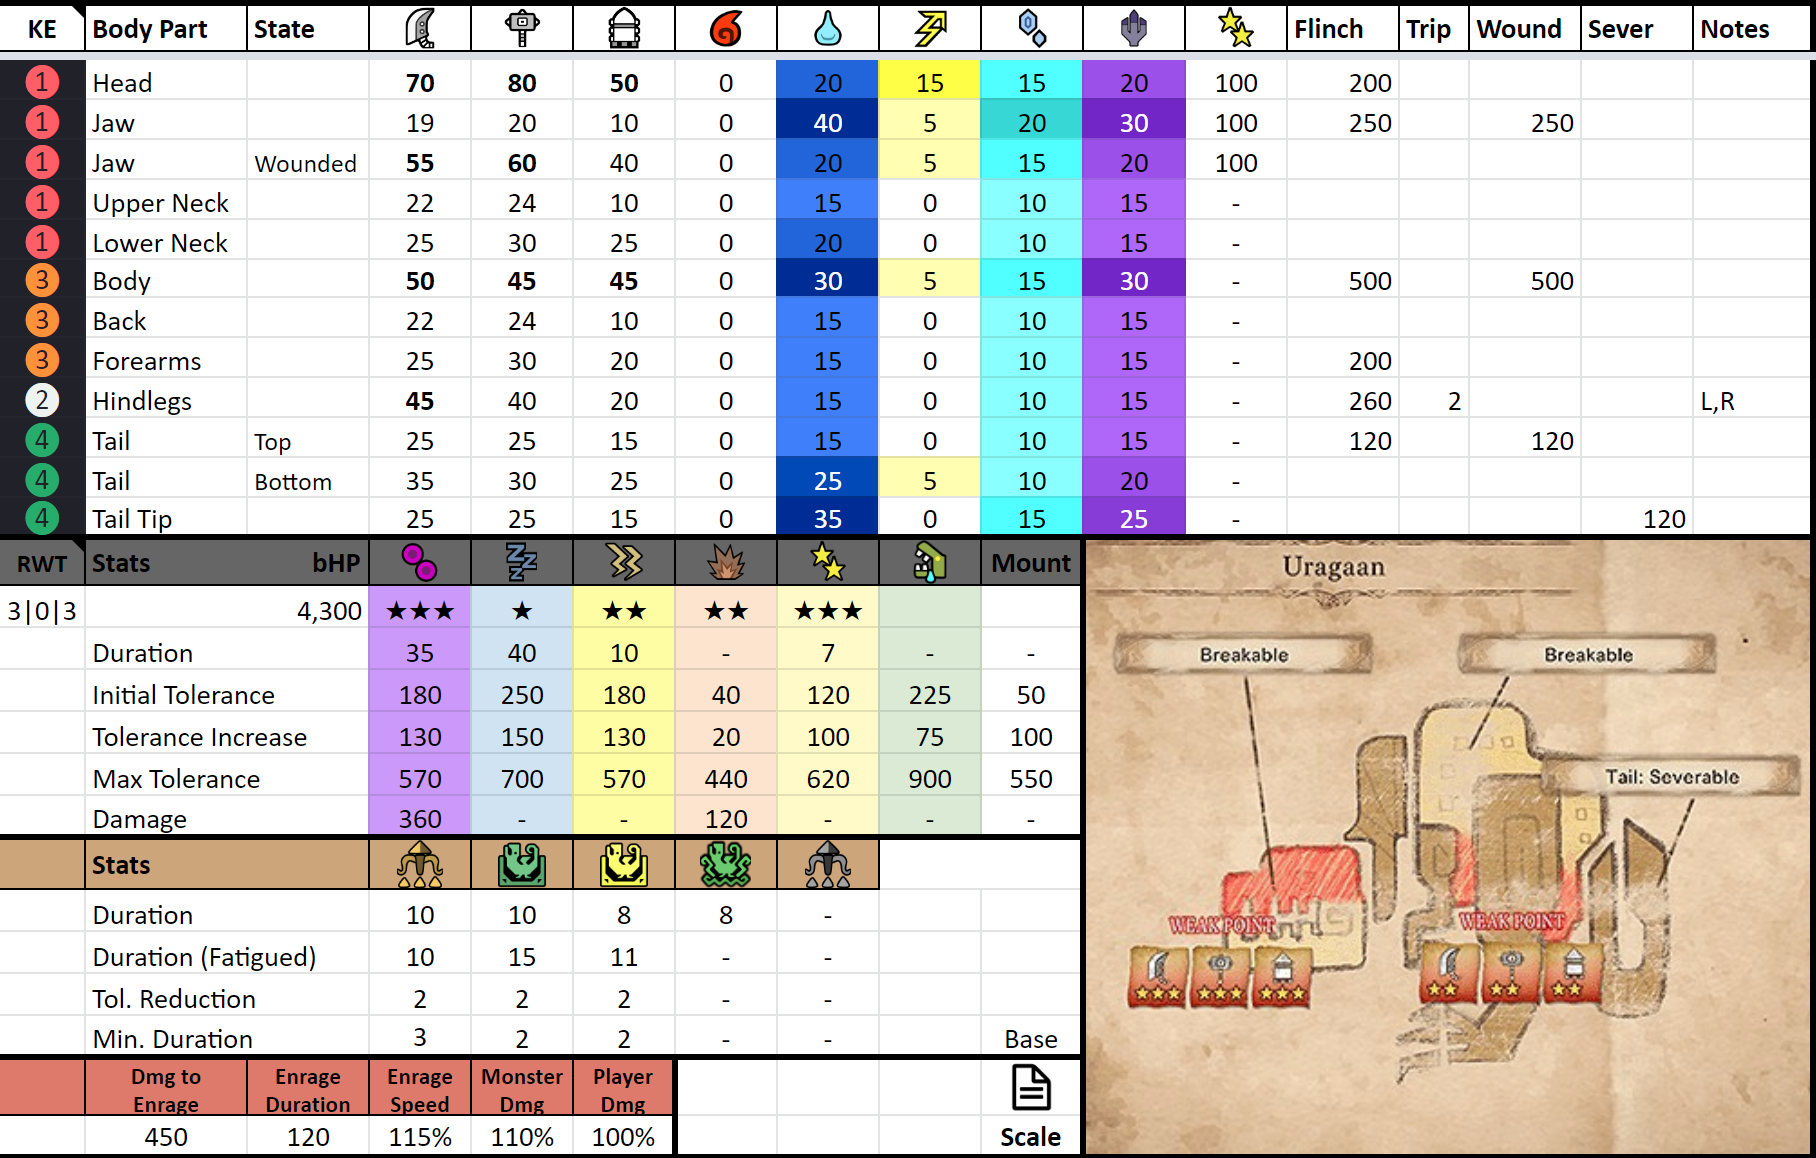 KE Body Part State Flinch Trip Wound Sever Notes
1 Head 70 80 50 0 20 15 15 20 100 200
1 Jaw 19 20 10 0 40 5 20 30 100 250 250
1 Jaw Wounded 55 60 40 0 20 5 15 20 100
1 Upper Neck 22 24 10 0 15 0 10 15 -
1 Lower Neck 25 30 25 0 20 0 10 15 -
3 Body 50 45 45 0 30 5 15 30 - 500 500
3 Back 22 24 10 0 15 0 10 15 -
3 Forearms 25 30 20 0 15 0 10 15 - 200
2 Hindlegs 45 40 20 0 15 0 10 15 - 260 2 L,R
4 Tail Top 25 25 15 0 15 0 10 15 - 120 120
4 Tail Bottom 35 30 25 0 25 5 10 20 -
4 Tail Tip 25 25 15 0 35 0 15 25 - 120
RWT Stats bHP Mount
3|0|3 4,300 ★★★ ★ ★★ ★★ ★★★
Duration 35 40 10 - 7 - -
Initial Tolerance 180 250 180 40 120 225 50
Tolerance Increase 130 150 130 20 100 75 100
Max Tolerance 570 700 570 440 620 900 550
Damage 360 - - 120 - - -
Stats
Duration 10 10 8 8 -
Duration (Fatigued) 10 15 11 - -
Tol. Reduction 2 2 2 - -
Min. Duration 3 2 2 - - Base
Dmg to Enrage Enrage Duration Enrage Speed Monster Dmg Player Dmg
450 120 115% 110% 100% Scale
Uragaan
Breakable
Breakable
Tail: Severable
WEAK POINT
WEAK POINT